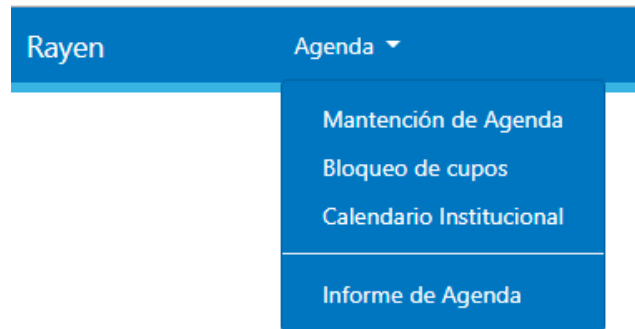 Rayen
Agenda
Mantención de Agenda
Bloqueo de cupos
Calendario Institucional
Informe de Agenda